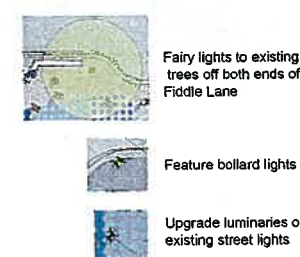 Fairy lights to existing
trees off both ends of
Fiddle Lane
Feature bollard lights
Upgrade luminaries o
existing street lights